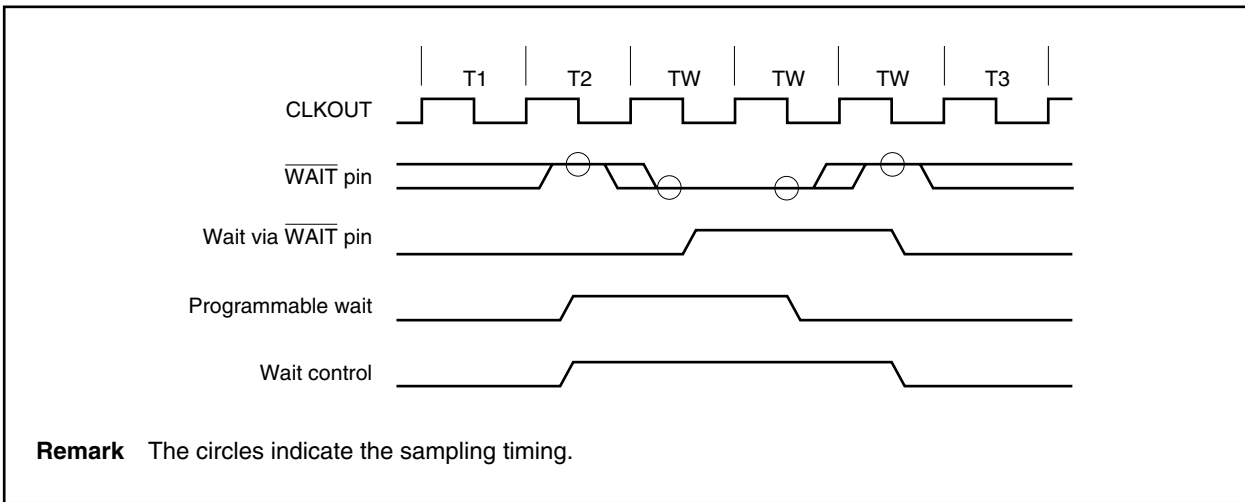 T1 T2 TW TW TW T3
CLKOUT
WAIT pin
Wait via WAIT pin
Programmable wait
Wait control
Remark The circles indicate the sampling timing.